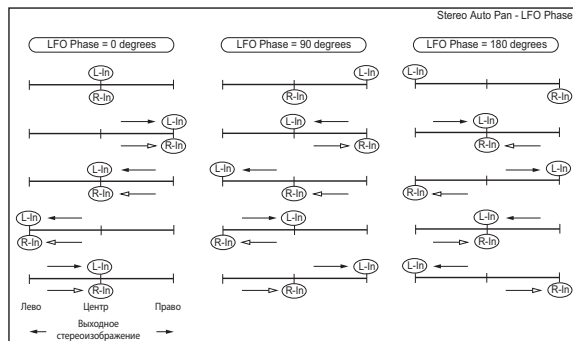 Stereo Auto Pan - LFO Phase
LFO Phase = 0 degrees
LFO Phase = 90 degrees
LFO Phase = 180 degrees
L-In
L-In
L-In
R-In
R-In
R-In
L-In
L-In
L-In
R-In
R-In
R-In
L-In
L-In
L-In
R-In
R-In
R-In
L-In
L-In
L-In
R-In
R-In
R-In
L-In
L-In
L-In
R-In
R-In
R-In
Лево Центр Право
Выходное
стереоизображение